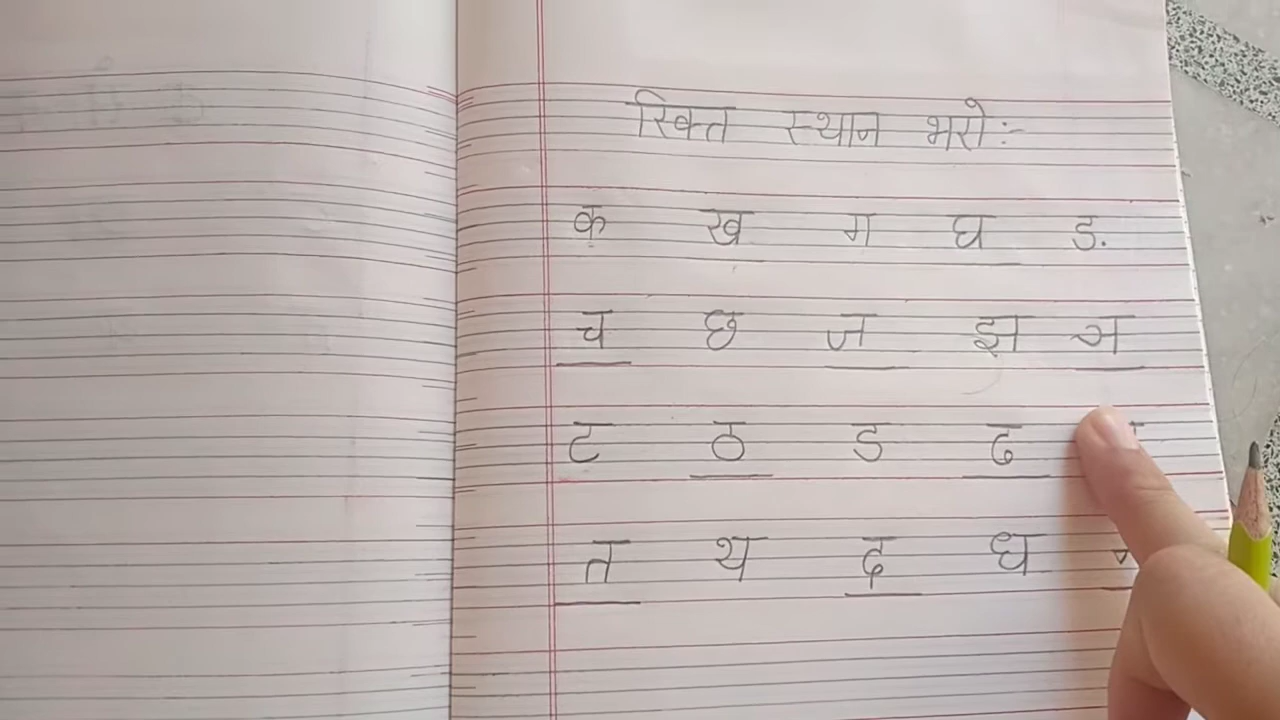 रिक्त स्थान भरो:-
क ख ग घ ङ
च छ ज झ ञ
ट ठ ड ढ
त थ द ध